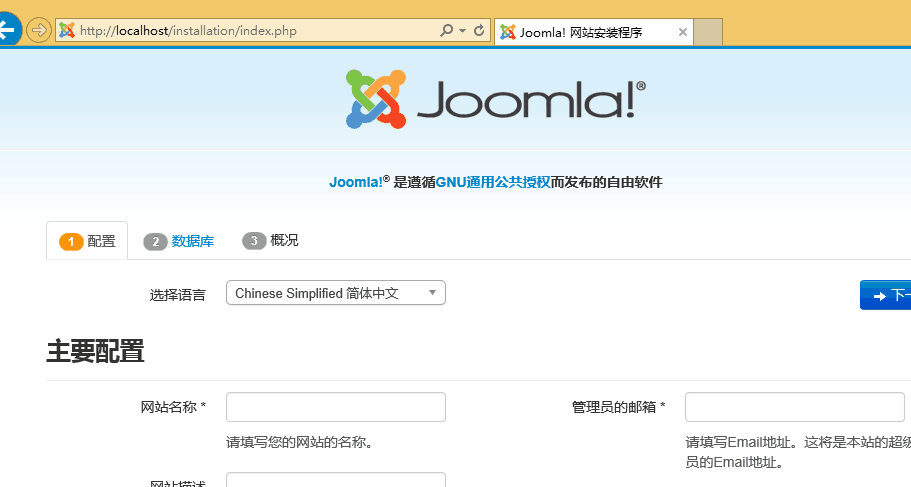 http://localhost/installation/index.php
Joomla! 网站安装程序
Joomla!®
Joomla!® 是遵循GNU通用公共授权而发布的自由软件
1 配置 2 数据库 3 概况
选择语言 Chinese Simplified 简体中文
下一
主要配置
网站名称 * 管理员的邮箱 *
请填写您的网站的名称。 请填写Email地址。这将是本站的超级
员的Email地址。
网站描述